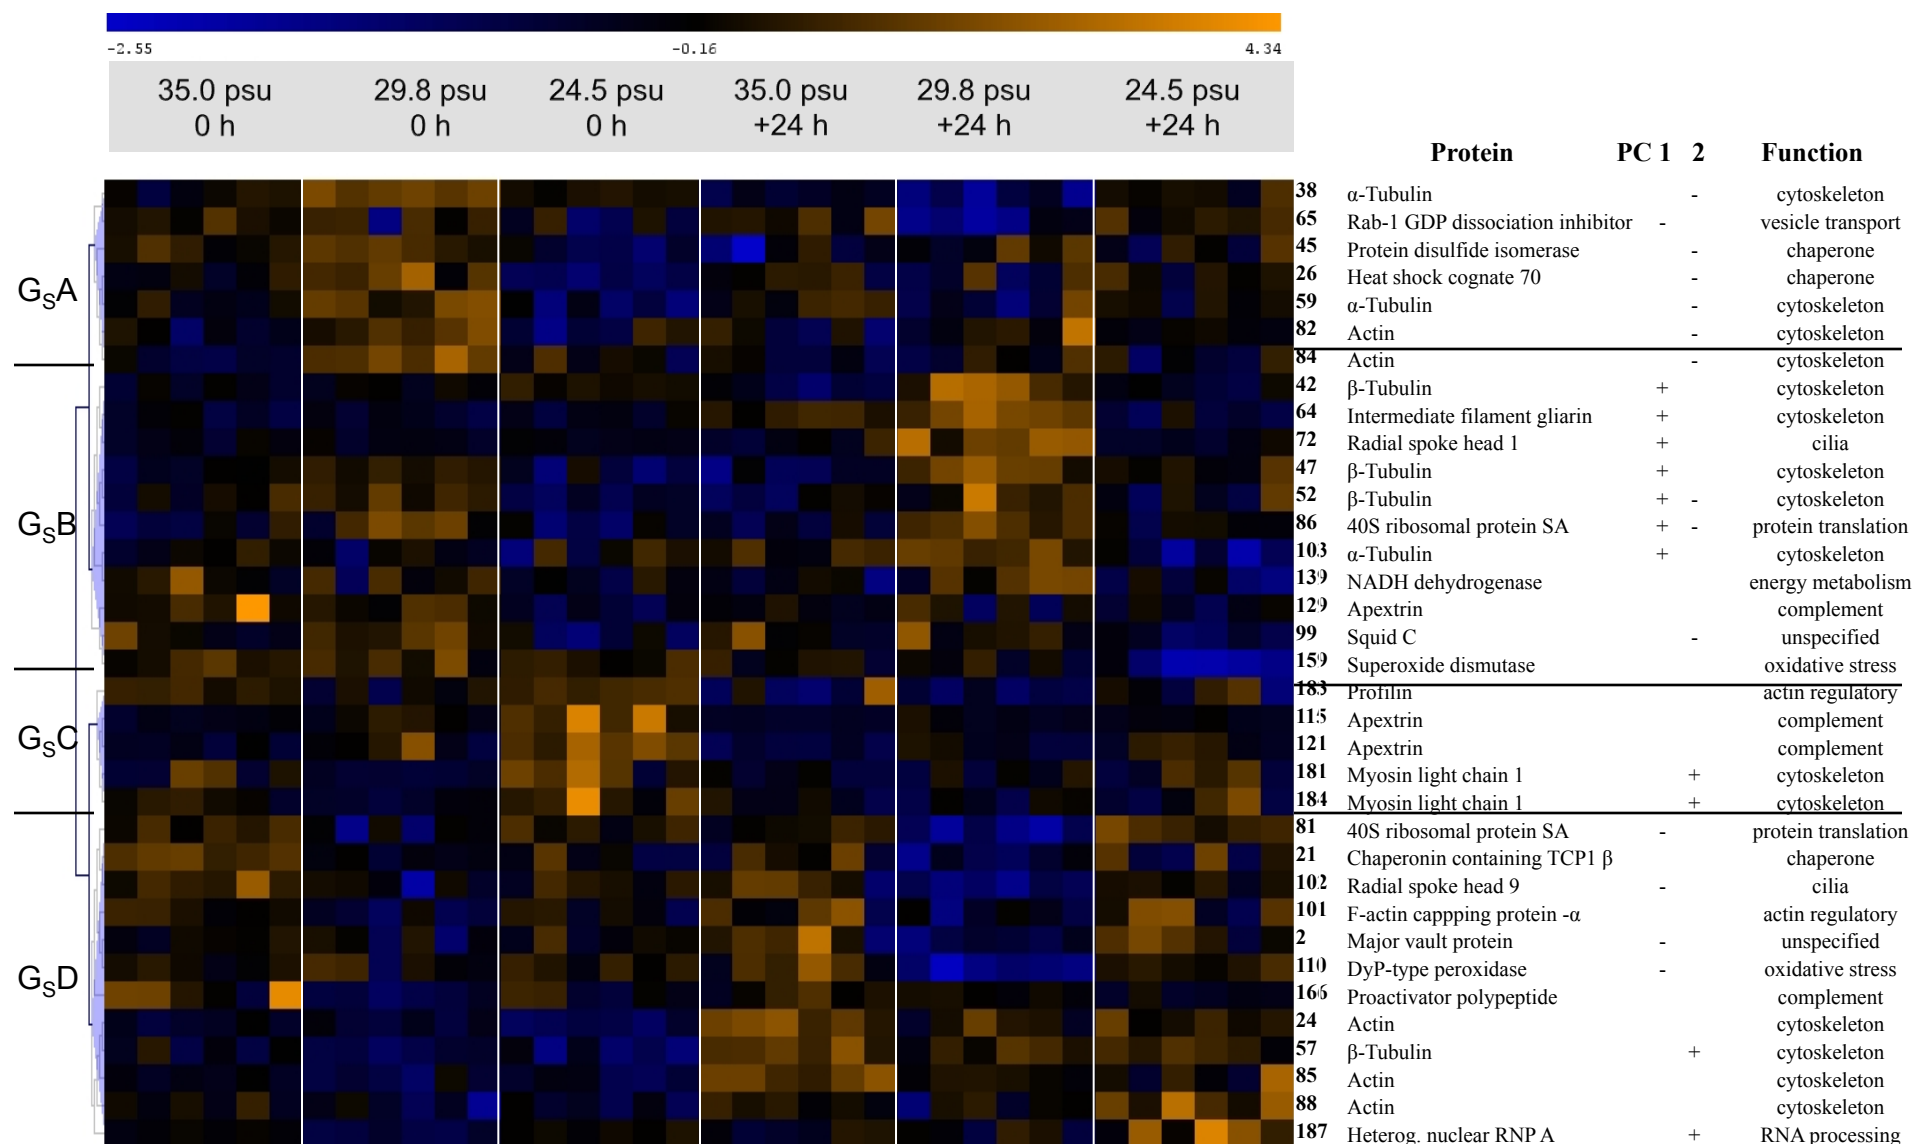 -2.55 -0.16 4.34
35.0 psu 29.8 psu 24.5 psu 35.0 psu 29.8 psu 24.5 psu
0 h 0 h 0 h +24 h +24 h +24 h
Protein PC 1 2 Function
38 α-Tubulin - cytoskeleton
65 Rab-1 GDP dissociation inhibitor - vesicle transport
45 Protein disulfide isomerase - chaperone
26 Heat shock cognate 70 - chaperone
GSA
59 α-Tubulin - cytoskeleton
82 Actin - cytoskeleton
84 Actin - cytoskeleton
42 β-Tubulin + cytoskeleton
64 Intermediate filament gliarin + cytoskeleton
72 Radial spoke head 1 + cilia
47 β-Tubulin + cytoskeleton
52 β-Tubulin + - cytoskeleton
GSB
86 40S ribosomal protein SA + - protein translation
103 α-Tubulin + cytoskeleton
139 NADH dehydrogenase energy metabolism
129 Apextrin complement
99 Squid C - unspecified
159 Superoxide dismutase oxidative stress
183 Profilin actin regulatory
115 Apextrin complement
GSC
121 Apextrin complement
181 Myosin light chain 1 + cytoskeleton
184 Myosin light chain 1 + cytoskeleton
81 40S ribosomal protein SA - protein translation
21 Chaperonin containing TCP1 β chaperone
102 Radial spoke head 9 - cilia
101 F-actin cappping protein -α actin regulatory
2 Major vault protein - unspecified
GSD
110 DyP-type peroxidase - oxidative stress
166 Proactivator polypeptide complement
24 Actin cytoskeleton
57 β-Tubulin + cytoskeleton
85 Actin cytoskeleton
88 Actin cytoskeleton
187 Heterog. nuclear RNP A + RNA processing